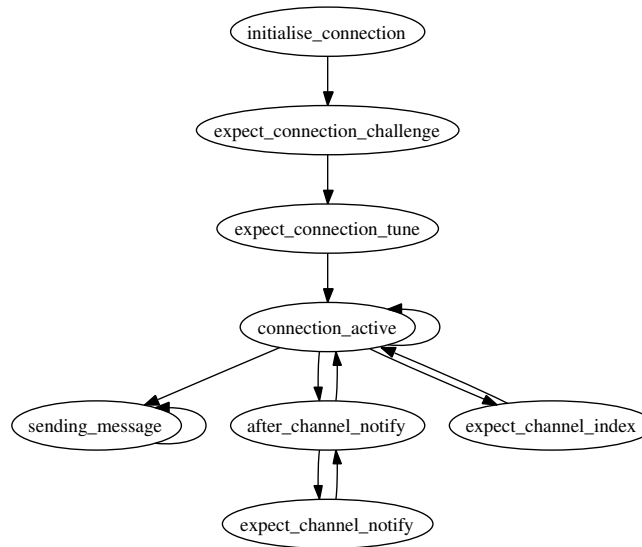 initialise_connection
expect_connection_challenge
expect_connection_tune
connection_active
sending_message
after_channel_notify
expect_channel_index
expect_channel_notify